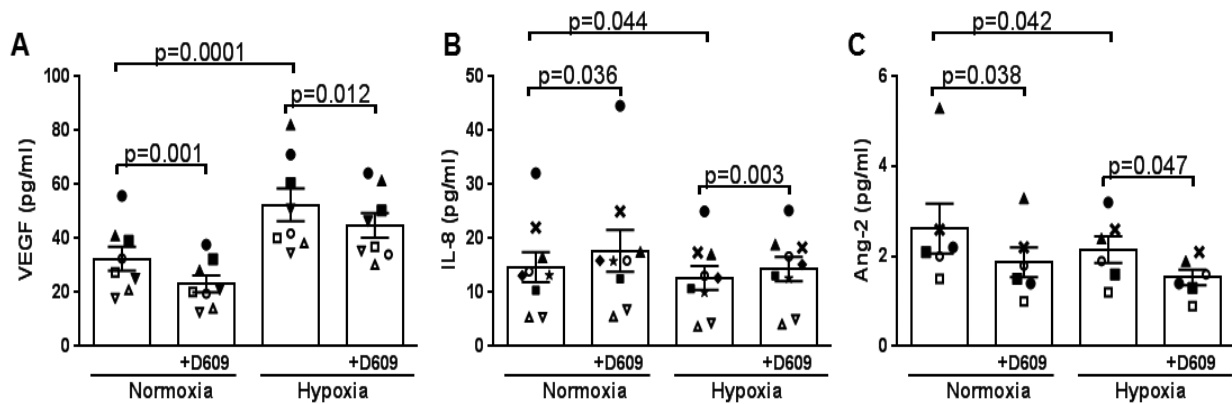 A
p=0.0001
p=0.012
p=0.001
VEGF (pg/ml)
100
80
60
40
20
0
+D609
+D609
Normoxia
Hypoxia
B
p=0.044
p=0.036
p=0.003
IL-8 (pg/ml)
50
40
30
20
10
0
+D609
+D609
Normoxia
Hypoxia
C
p=0.042
p=0.038
p=0.047
Ang-2 (pg/ml)
6
4
2
0
+D609
+D609
Normoxia
Hypoxia